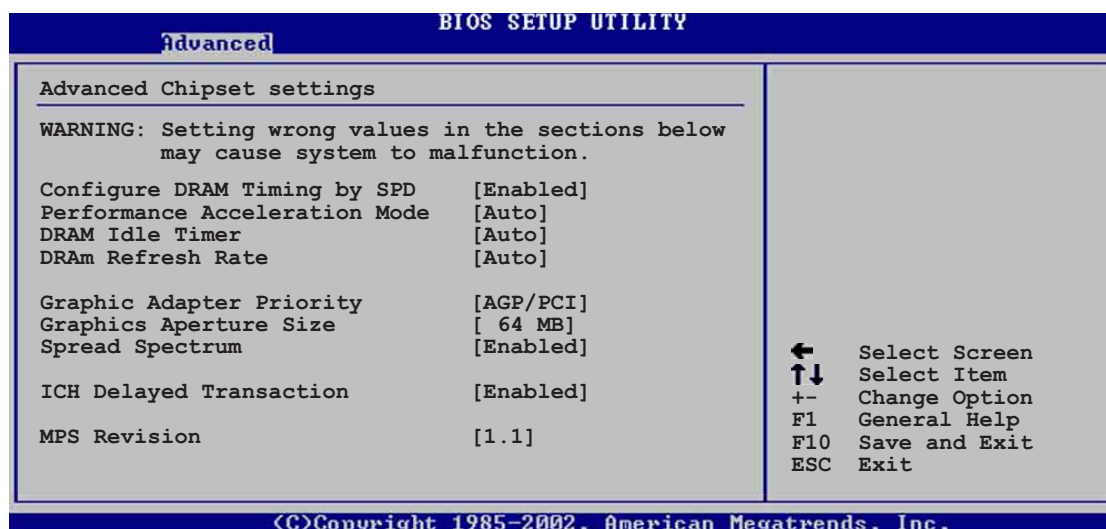 BIOS SETUP UTILITY
Advanced
Advanced Chipset settings
WARNING: Setting wrong values in the sections below
may cause system to malfunction.
Configure DRAM Timing by SPD [Enabled]
Performance Acceleration Mode [Auto]
DRAM Idle Timer [Auto]
DRAm Refresh Rate [Auto]
Graphic Adapter Priority [AGP/PCI]
Graphics Aperture Size [ 64 MB]
Spread Spectrum [Enabled]
ICH Delayed Transaction [Enabled]
MPS Revision [1.1]
← Select Screen
↑↓ Select Item
+- Change Option
F1 General Help
F10 Save and Exit
ESC Exit
(C)Copyright 1985-2002, American Megatrends, Inc.